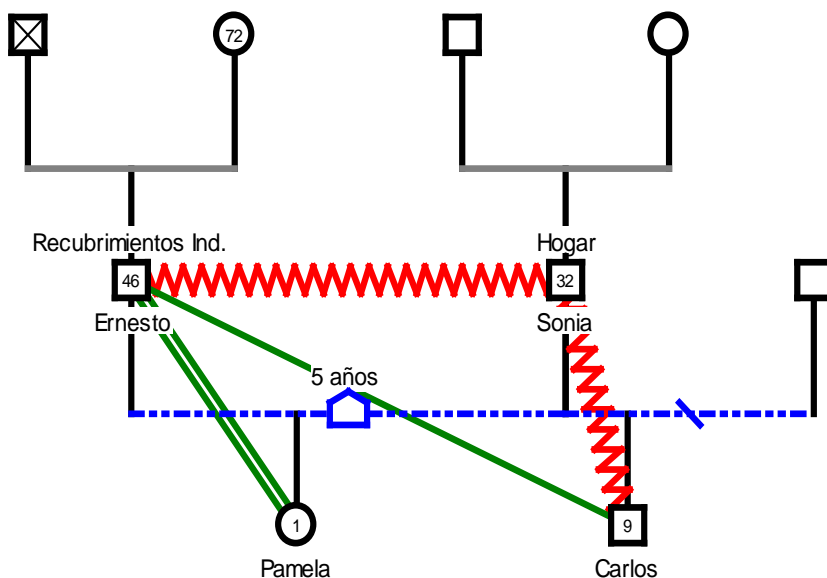 72
Recubrimientos Ind.
Hogar
46
32
Ernesto
Sonia
5 años
1
9
Pamela
Carlos